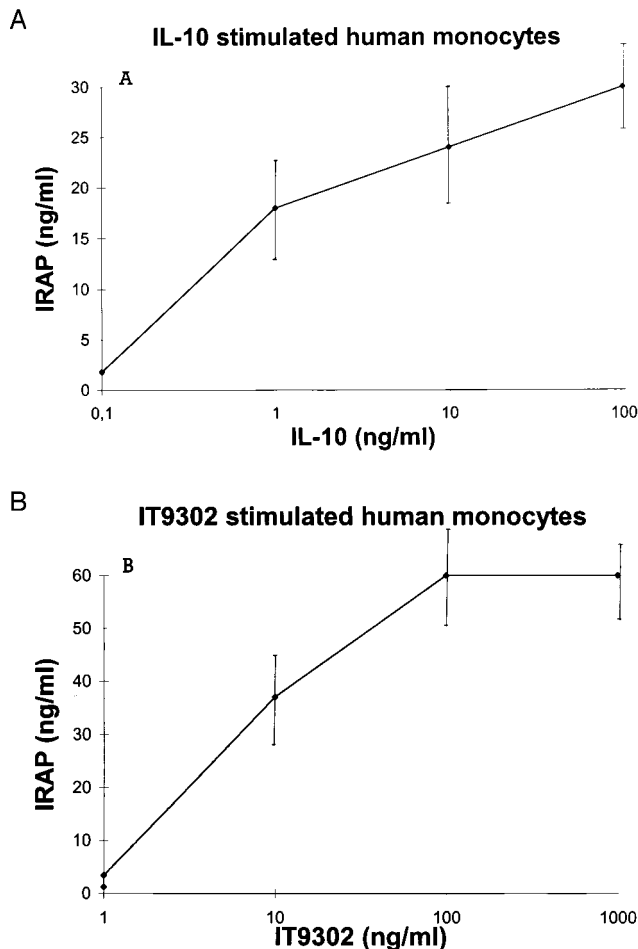 A
IL-10 stimulated human monocytes
A
IRAP (ng/ml)
30
25
20
15
10
5
0
0,1 1 10 100
IL-10 (ng/ml)
B
IT9302 stimulated human monocytes
B
IRAP (ng/ml)
60
50
40
30
20
10
0
1 10 100 1000
IT9302 (ng/ml)